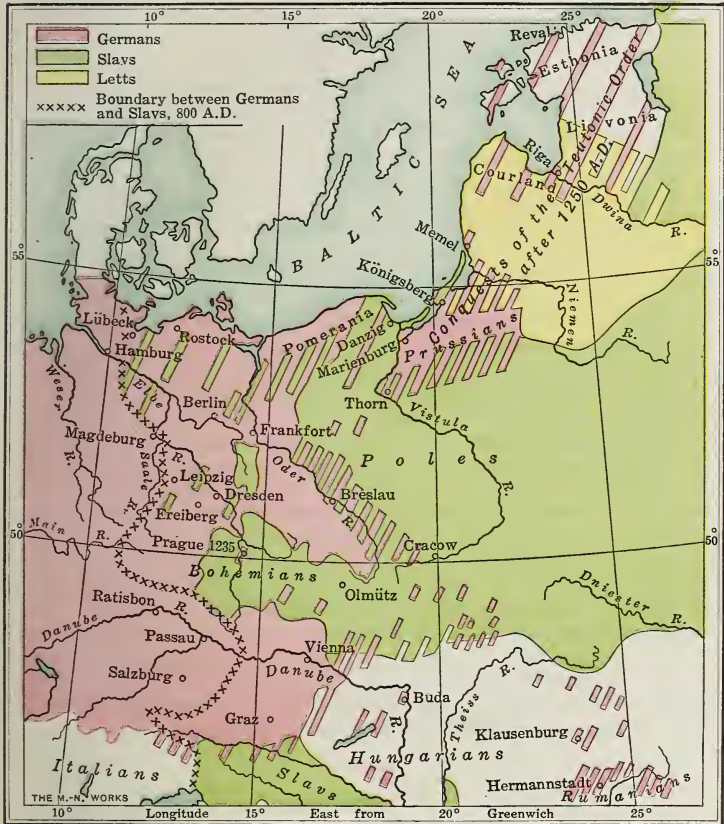 10° 15° 20° 25°
Germans
Slavs
Letts
xxxxx Boundary between Germans
and Slavs, 800 A.D.
BALTIC SEA
Reval
Esthonia
Livonia
Riga
Courland
Dwina R.
Conquests of the Teutonic Order
after 1250 A.D.
Memel
55 55°
Königsberg
Niemen R.
Lübeck
Rostock
Pomerania
Danzig
Marienburg
Prussians
Hamburg
Weser R.
Elbe R.
Berlin
Thorn
Vistula R.
Magdeburg
Frankfort
Saale R.
Oder R.
Poles
Leipzig
Dresden
Breslau
Freiberg
Main R.
50 50°
Prague 1235
Cracow
Bohemians
Olmütz
Dniester R.
Ratisbon
Danube R.
Passau
Vienna
Danube R.
Salzburg
Buda
Theiss R.
Graz
Klausenburg
Hungarians
Italians
Slavs
Hermannstadt
Rumanians
THE M.-N. WORKS
10° Longitude 15° East from 20° Greenwich 25°